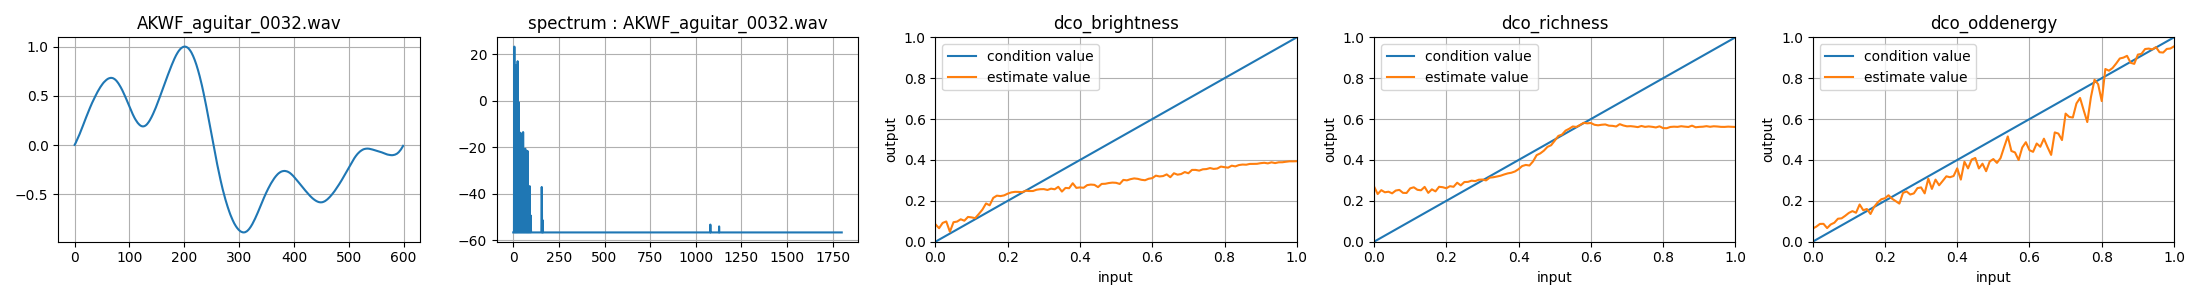 AKWF_aguitar_0032.wav
1.0
0.5
0.0
−0.5
0 100 200 300 400 500 600
spectrum : AKWF_aguitar_0032.wav
20
0
−20
−40
−60
0 250 500 750 1000 1250 1500 1750
dco_brightness
condition value
estimate value
output
1.0
0.8
0.6
0.4
0.2
0.0
0.0 0.2 0.4 0.6 0.8 1.0
input
dco_richness
condition value
estimate value
output
1.0
0.8
0.6
0.4
0.2
0.0
0.0 0.2 0.4 0.6 0.8 1.0
input
dco_oddenergy
condition value
estimate value
output
1.0
0.8
0.6
0.4
0.2
0.0
0.0 0.2 0.4 0.6 0.8 1.0
input